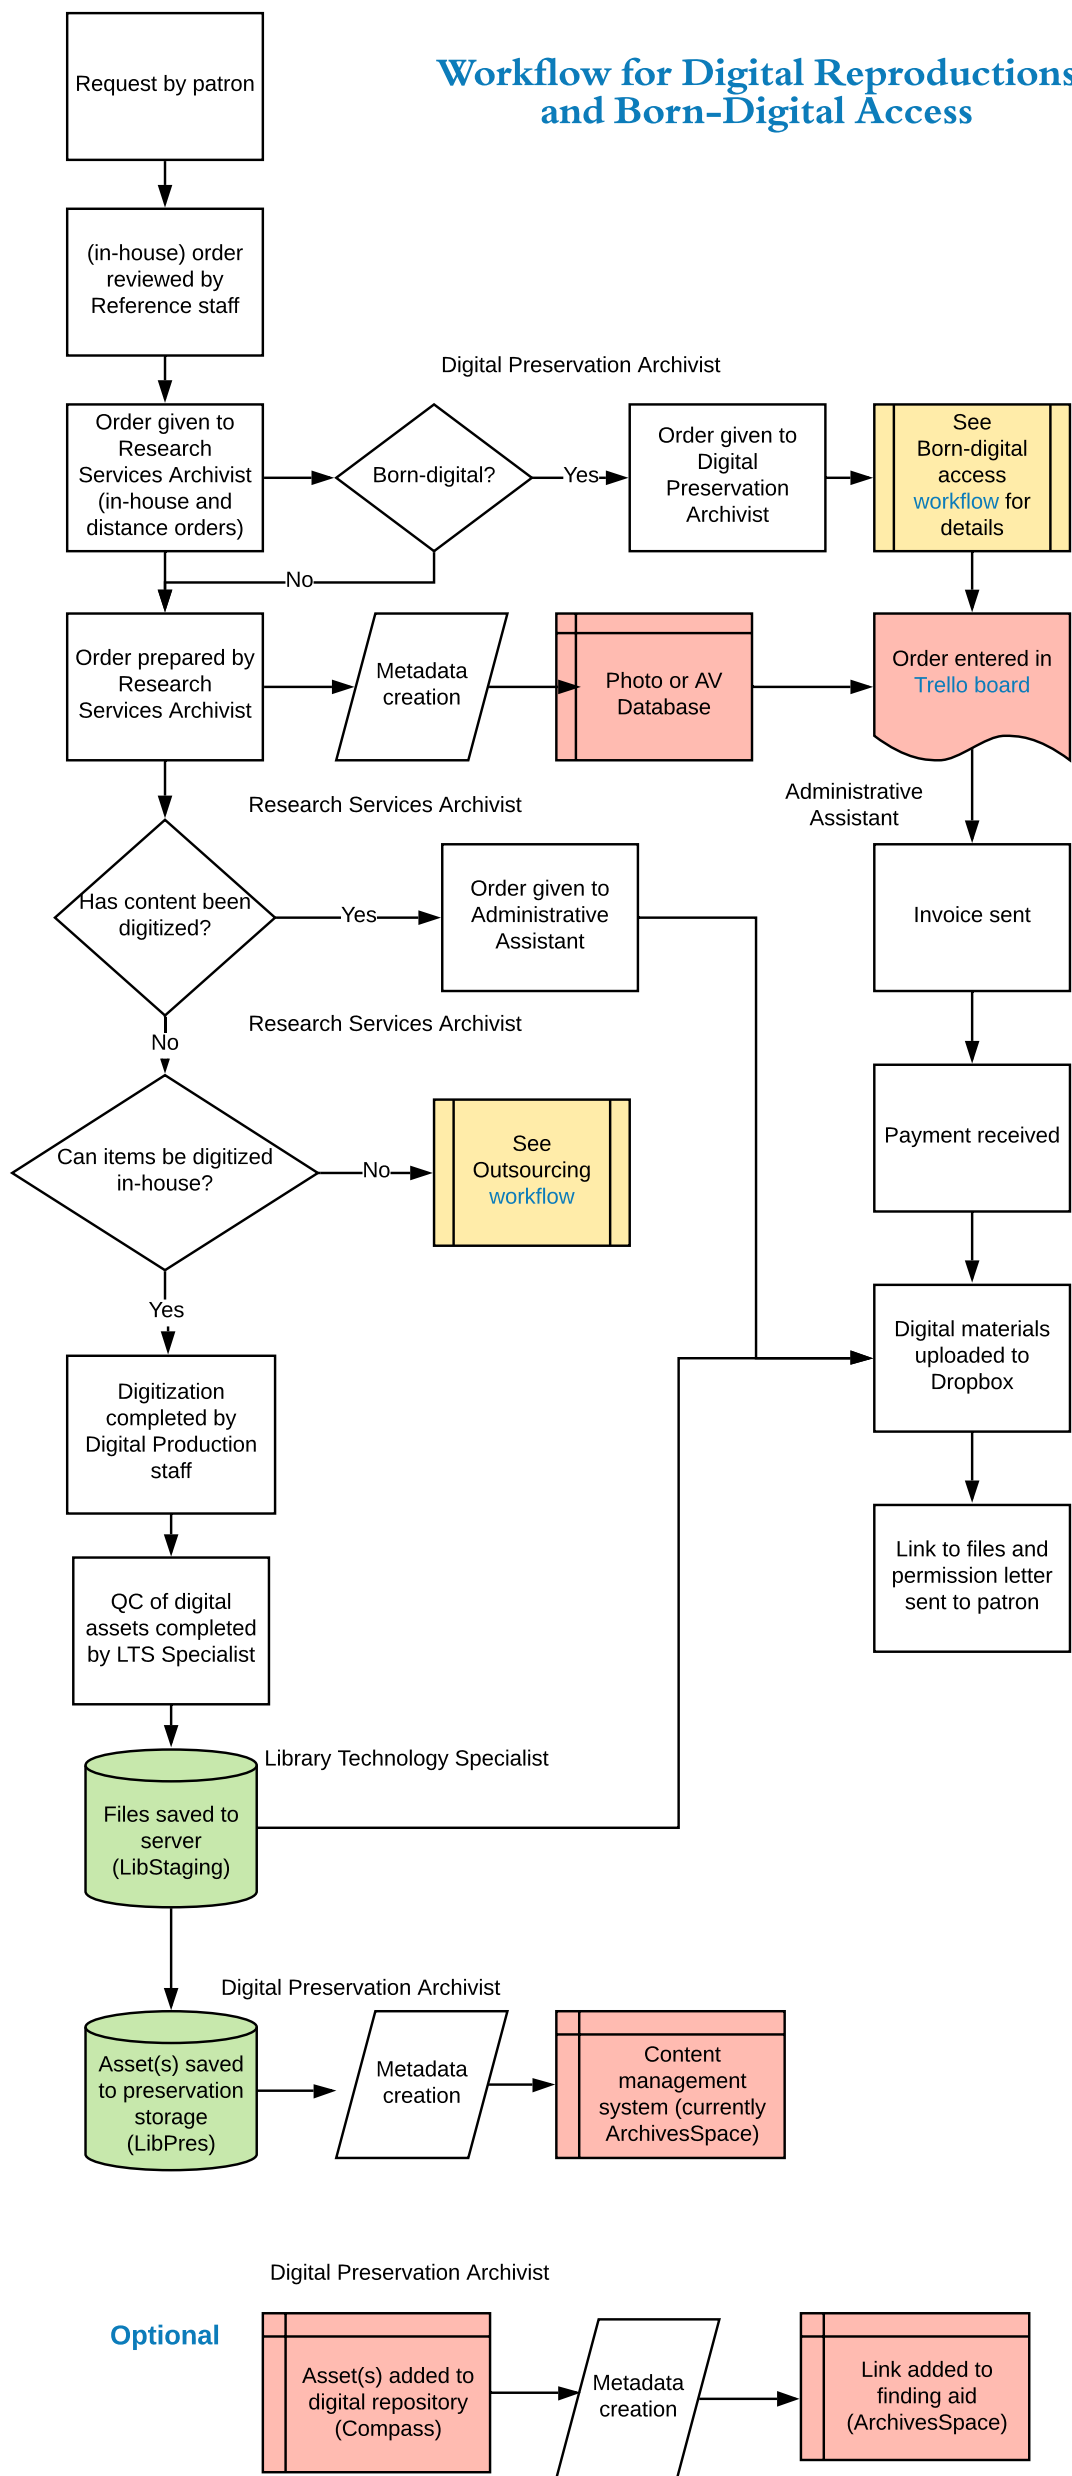 Workflow for Digital Reproductions
and Born-Digital Access
Request by patron
(in-house) order
reviewed by
Reference staff
Digital Preservation Archivist
Order given to
Research
Services Archivist
(in-house and
distance orders)
Born-digital?
Yes
Order given to
Digital
Preservation
Archivist
See
Born-digital
access
workflow for
details
No
Order prepared by
Research
Services Archivist
Metadata
creation
Photo or AV
Database
Order entered in
Trello board
Research Services Archivist
Administrative
Assistant
Has content been
digitized?
Yes
Order given to
Administrative
Assistant
Invoice sent
Research Services Archivist
No
Can items be digitized
in-house?
No
See
Outsourcing
workflow
Payment received
Yes
Digital materials
uploaded to
Dropbox
Digitization
completed by
Digital Production
staff
Link to files and
permission letter
sent to patron
QC of digital
assets completed
by LTS Specialist
Library Technology Specialist
Files saved to
server
(LibStaging)
Digital Preservation Archivist
Asset(s) saved
to preservation
storage
(LibPres)
Metadata
creation
Content
management
system (currently
ArchivesSpace)
Digital Preservation Archivist
Optional
Asset(s) added to
digital repository
(Compass)
Metadata
creation
Link added to
finding aid
(ArchivesSpace)